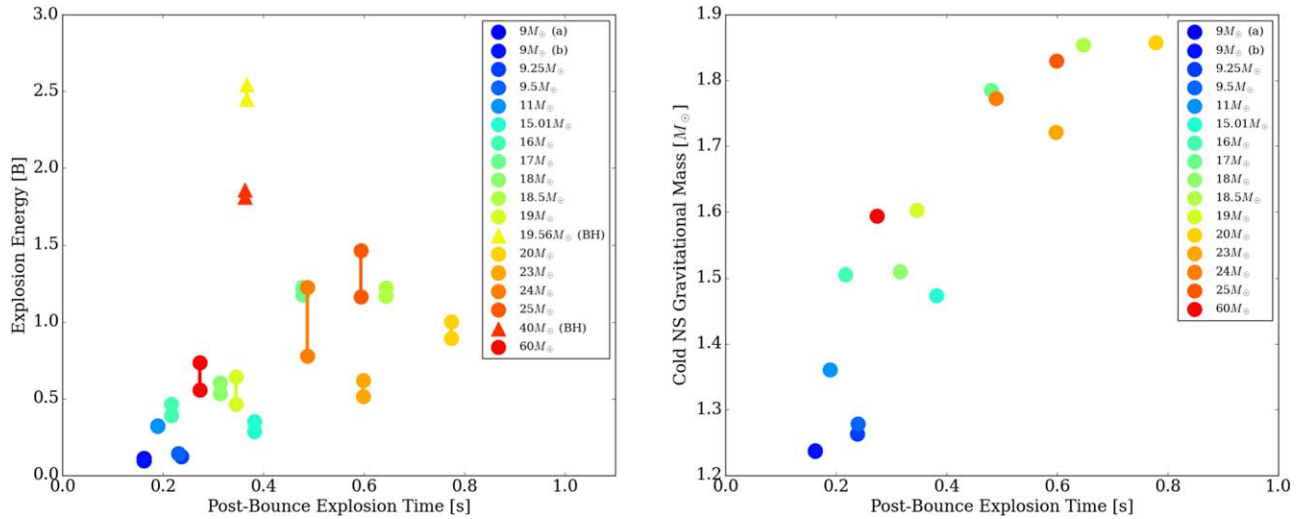 3.0
2.5
2.0
1.5
1.0
0.5
0.0
Explosion Energy [B]
0.0 0.2 0.4 0.6 0.8 1.0
Post-Bounce Explosion Time [s]
9M☉ (a)
9M☉ (b)
9.25M☉
9.5M☉
11M☉
15.01M☉
16M☉
17M☉
18M☉
18.5M☉
19M☉
19.56M☉ (BH)
20M☉
23M☉
24M☉
25M☉
40M☉ (BH)
60M☉
1.9
1.8
1.7
1.6
1.5
1.4
1.3
1.2
Cold NS Gravitational Mass [M☉]
0.0 0.2 0.4 0.6 0.8 1.0
Post-Bounce Explosion Time [s]
9M☉ (a)
9M☉ (b)
9.25M☉
9.5M☉
11M☉
15.01M☉
16M☉
17M☉
18M☉
18.5M☉
19M☉
20M☉
23M☉
24M☉
25M☉
60M☉